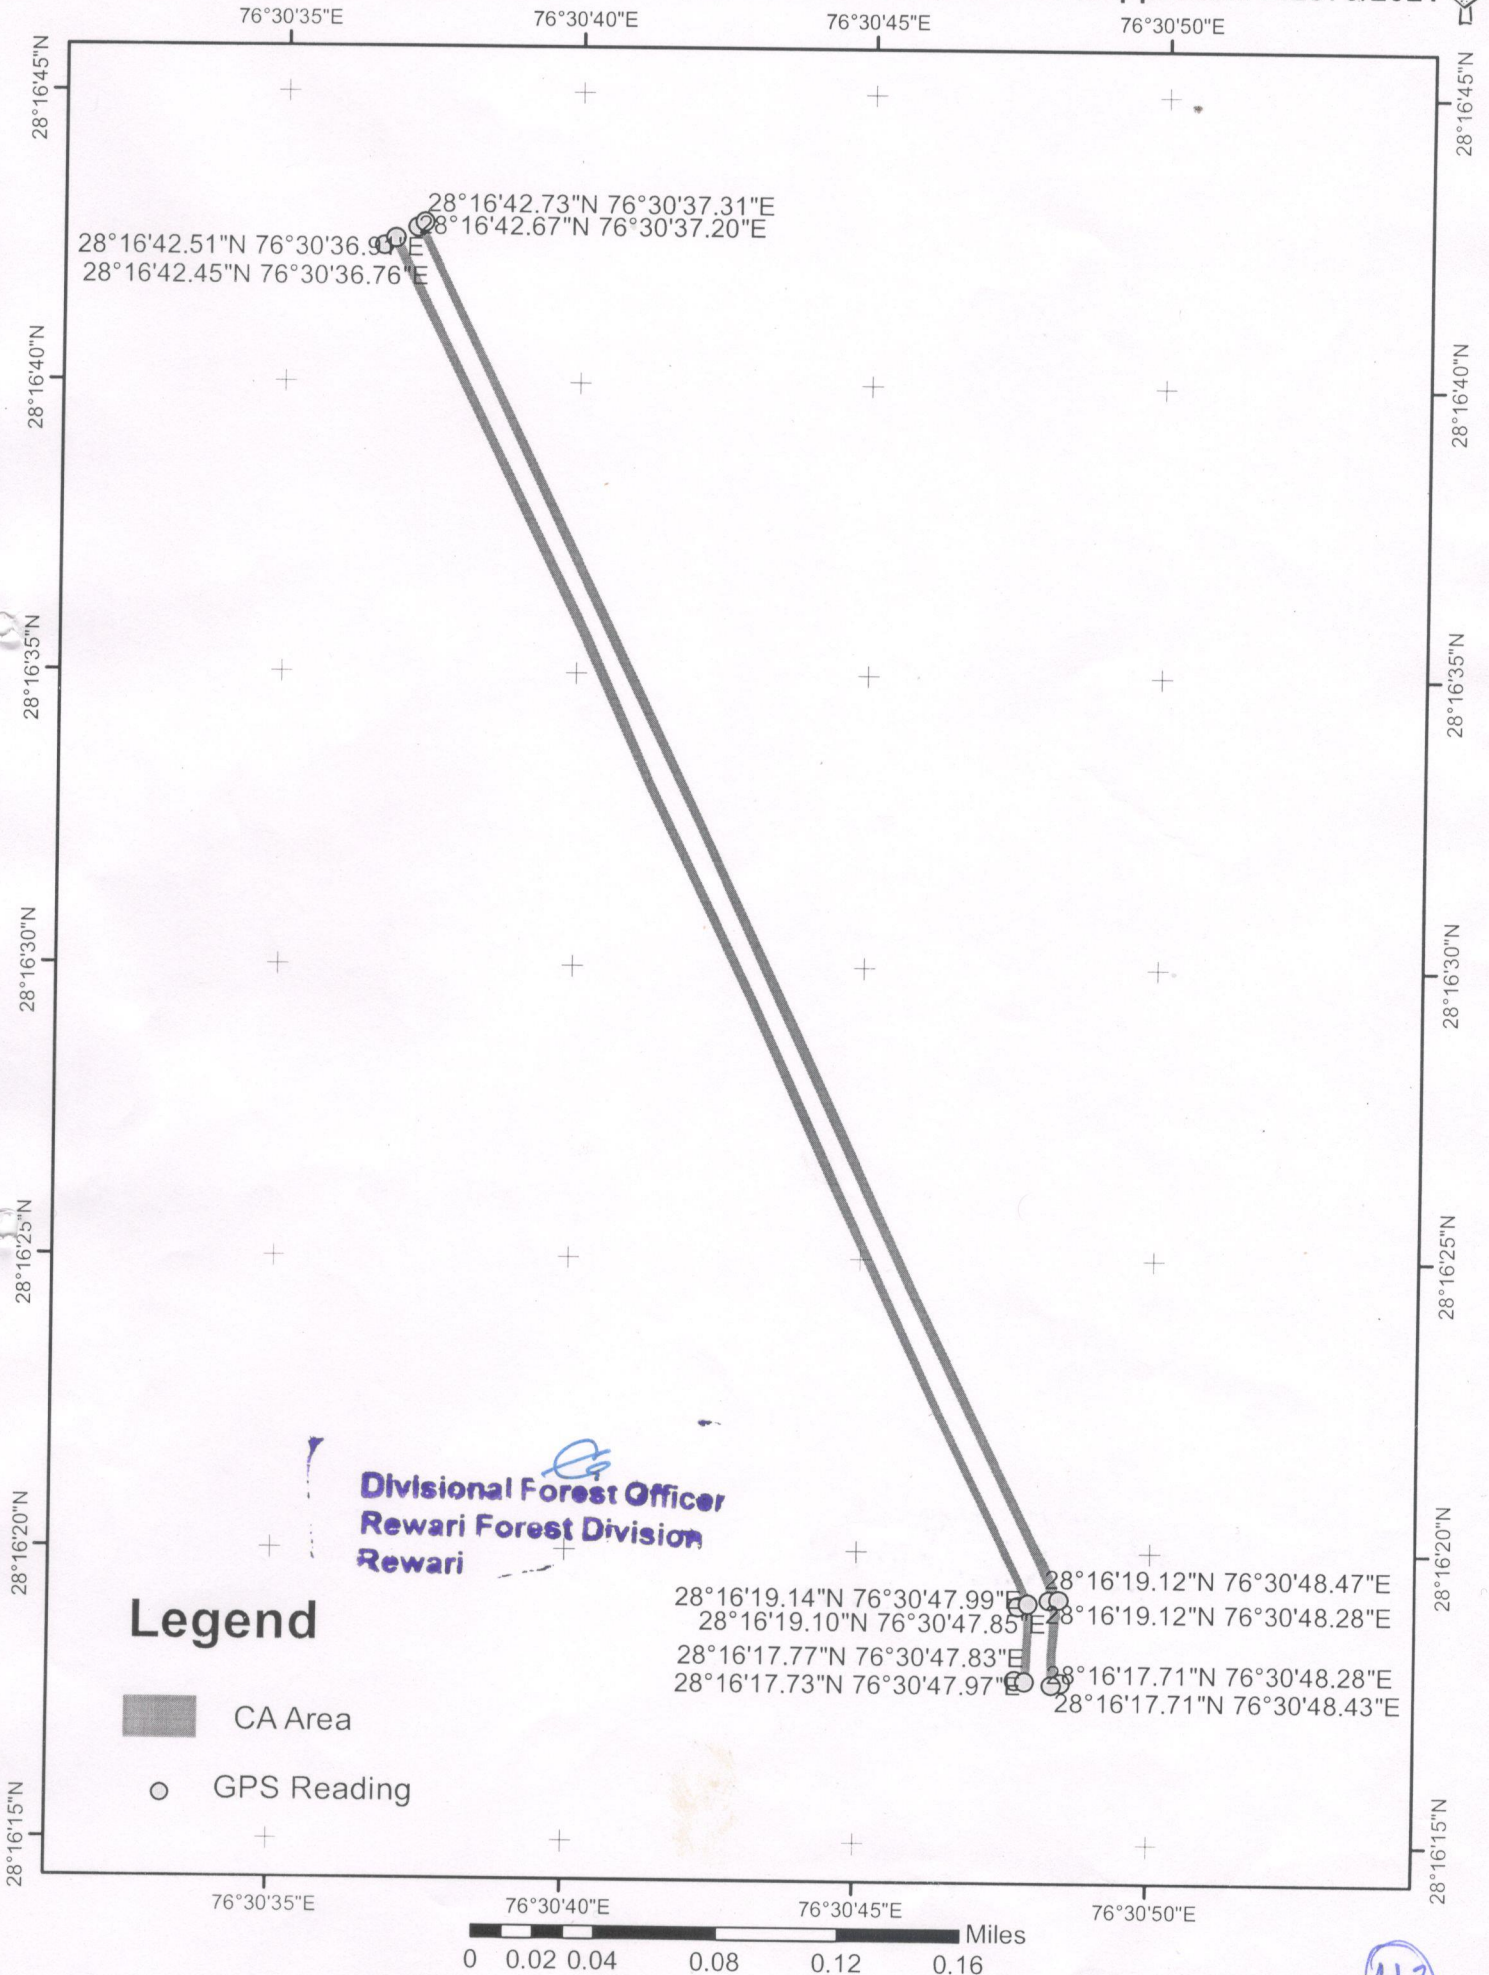 76°30'35"E 76°30'40"E 76°30'45"E 76°30'50"E
28°16'45"N 28°16'45"N
28°16'42.73"N 76°30'37.31"E
28°16'42.67"N 76°30'37.20"E
28°16'42.51"N 76°30'36.91"E
28°16'42.45"N 76°30'36.76"E
28°16'40"N 28°16'40"N
28°16'35"N 28°16'35"N
28°16'30"N 28°16'30"N
28°16'25"N 28°16'25"N
Divisional Forest Officer
Rewari Forest Division
Rewari
28°16'20"N 28°16'20"N
28°16'19.12"N 76°30'48.47"E
28°16'19.14"N 76°30'47.99"E
28°16'19.12"N 76°30'48.28"E
28°16'19.10"N 76°30'47.85"E
28°16'17.77"N 76°30'47.83"E
28°16'17.71"N 76°30'48.28"E
28°16'17.73"N 76°30'47.97"E
28°16'17.71"N 76°30'48.43"E
Legend
CA Area
GPS Reading
28°16'15"N 28°16'15"N
76°30'35"E 76°30'40"E 76°30'45"E 76°30'50"E
Miles
0 0.02 0.04 0.08 0.12 0.16